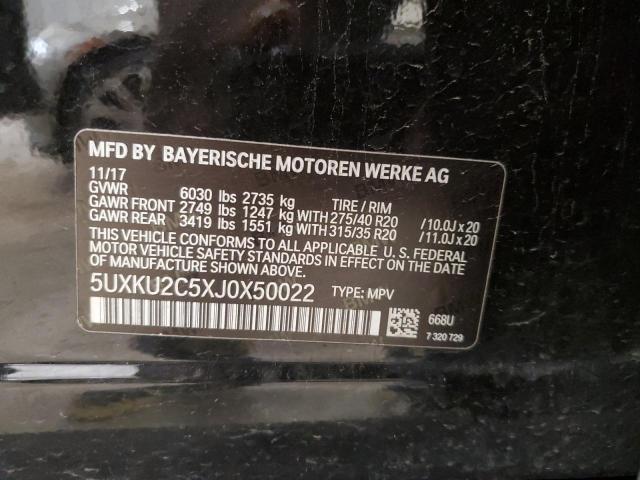 MFD BY BAYERISCHE MOTOREN WERKE AG
11/17
GVWR 6030 lbs 2735 kg TIRE / RIM
GAWR FRONT 2749 lbs 1247 kg WITH 275/40 R20 /10.0J x 20
GAWR REAR 3419 lbs 1551 kg WITH 315/35 R20 /11.0J x 20
THIS VEHICLE CONFORMS TO ALL APPLICABLE U.S. FEDERAL
MOTOR VEHICLE SAFETY STANDARDS IN EFFECT ON THE DATE
OF MANUFACTURE SHOWN ABOVE.
5UXKU2C5XJ0X50022 TYPE: MPV
668U
7 320 729